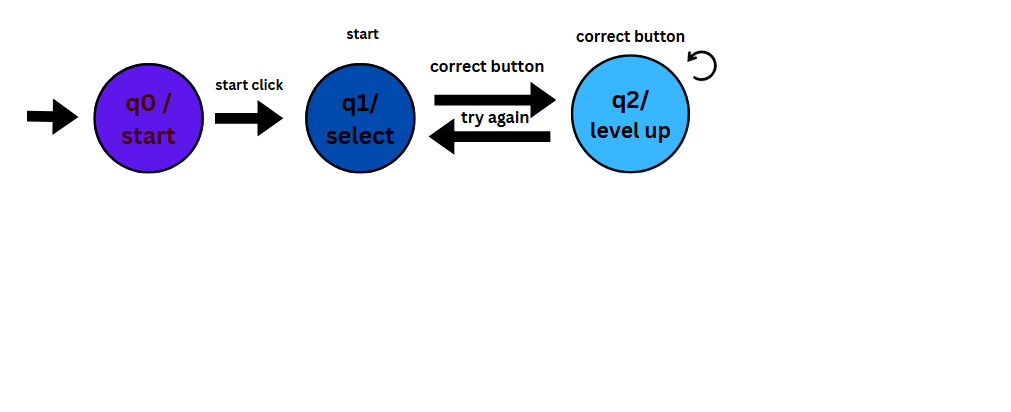 start
correct button
correct button
start click
q0 /
start
q1/
select
try again
q2/
level up